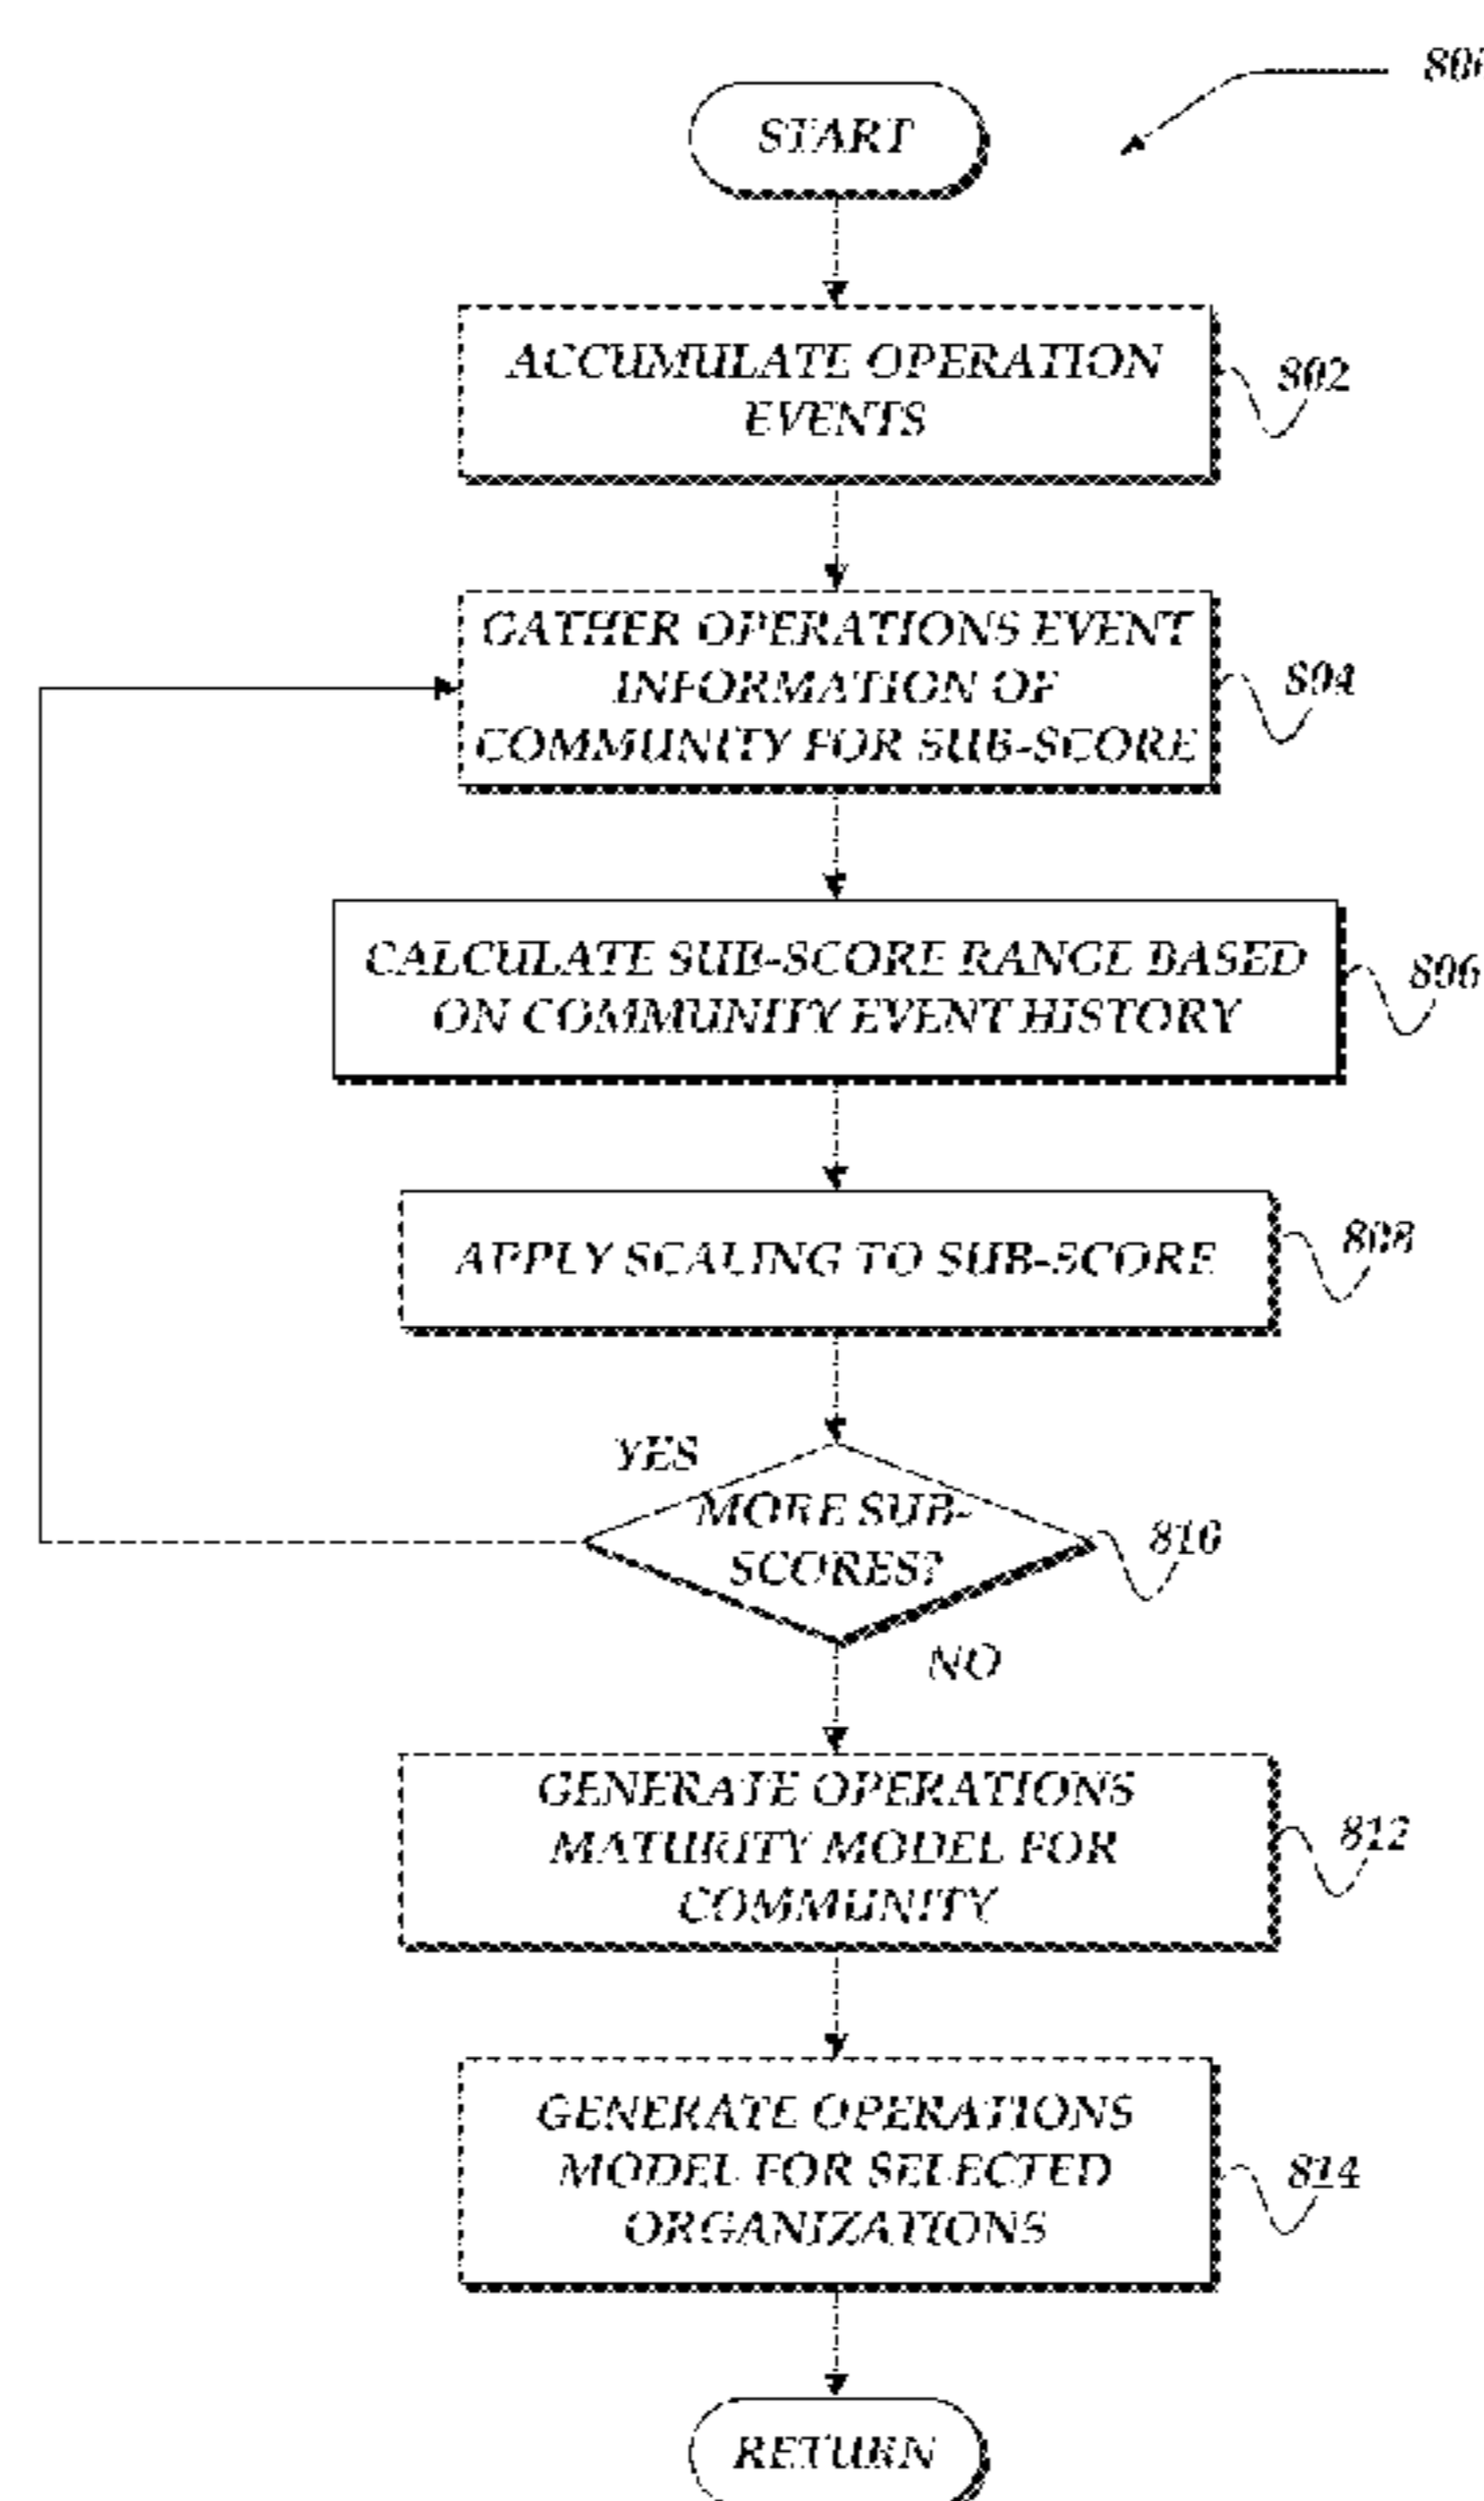 START
ACCUMULATE OPERATION
EVENTS
802
GATHER OPERATIONS EVENT
INFORMATION OF
COMMUNITY FOR SUB-SCORE
804
CALCULATE SUB-SCORE RANGE BASED
ON COMMUNITY EVENT HISTORY
806
APPLY SCALING TO SUB-SCORE
808
YES
MORE SUB-
SCORES?
810
NO
GENERATE OPERATIONS
MATURITY MODEL FOR
COMMUNITY
812
GENERATE OPERATIONS
MODEL FOR SELECTED
ORGANIZATIONS
814
RETURN